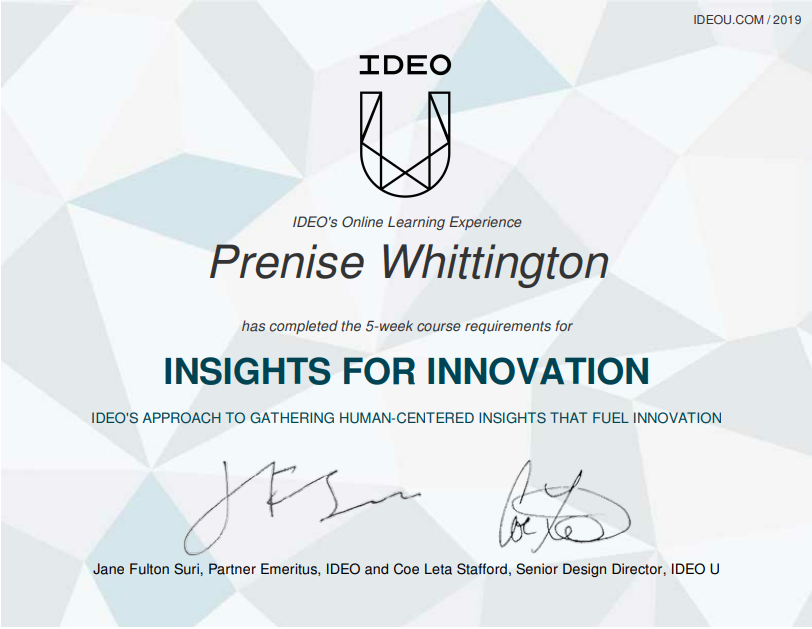 IDEOU.COM / 2019
IDEO
U
IDEO's Online Learning Experience
Prenise Whittington
has completed the 5-week course requirements for
INSIGHTS FOR INNOVATION
IDEO'S APPROACH TO GATHERING HUMAN-CENTERED INSIGHTS THAT FUEL INNOVATION
Jane Fulton Suri, Partner Emeritus, IDEO and Coe Leta Stafford, Senior Design Director, IDEO U